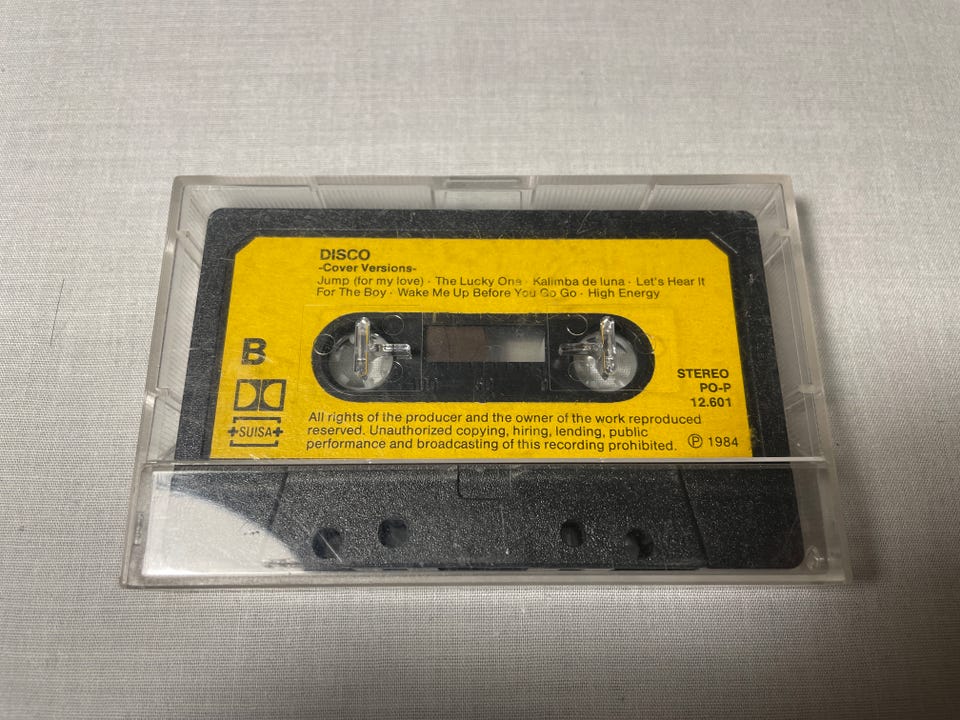 DISCO
-Cover Versions-
Jump (for my love) · The Lucky One · Kalimba de luna · Let's Hear It
For The Boy · Wake Me Up Before You Go Go · High Energy
B
STEREO
PO-P
12.601
SUISA
All rights of the producer and the owner of the work reproduced
reserved. Unauthorized copying, hiring, lending, public
performance and broadcasting of this recording prohibited.
℗ 1984